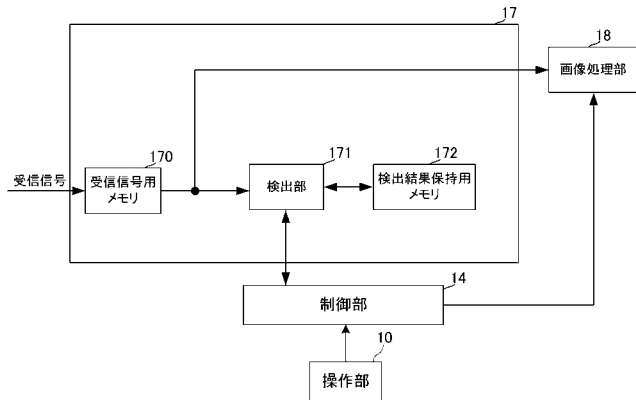 17
18
画像処理部
受信信号
170
受信信号用
メモリ
171
検出部
172
検出結果保持用
メモリ
14
制御部
10
操作部